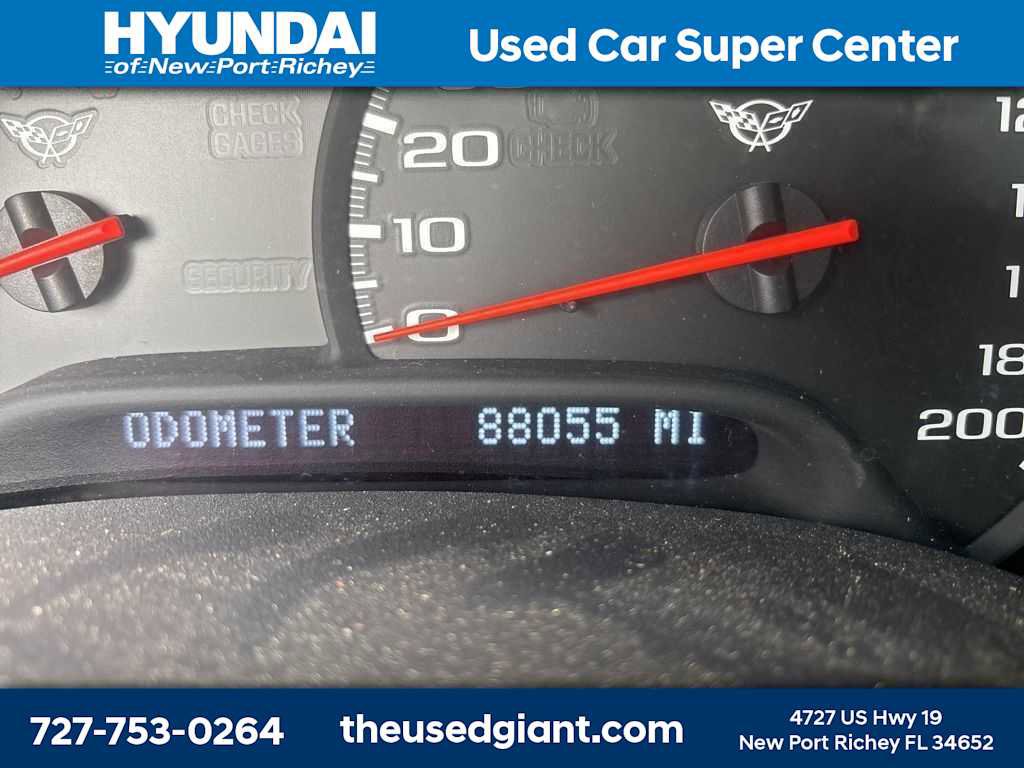 HYUNDAI
of New Port Richey
Used Car Super Center
CHECK
GAGES
20
CHECK
10
SECURITY
0
18
200
ODOMETER 88055 MI
727-753-0264
theusedgiant.com
4727 US Hwy 19
New Port Richey FL 34652